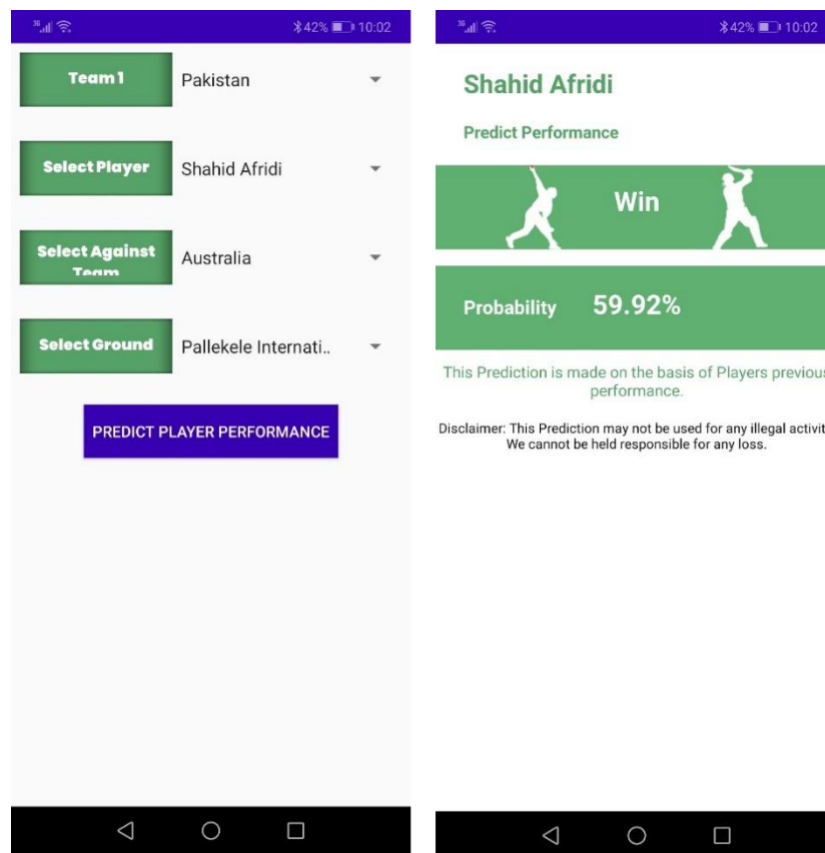 3G 42% 10:02
Team 1 Pakistan
Select Player Shahid Afridi
Select Against
Team
Australia
Select Ground Pallekele Internati..
PREDICT PLAYER PERFORMANCE
3G 42% 10:02
Shahid Afridi
Predict Performance
Win
Probability 59.92%
This Prediction is made on the basis of Players previous
performance.
Disclaimer: This Prediction may not be used for any illegal activit
We cannot be held responsible for any loss.